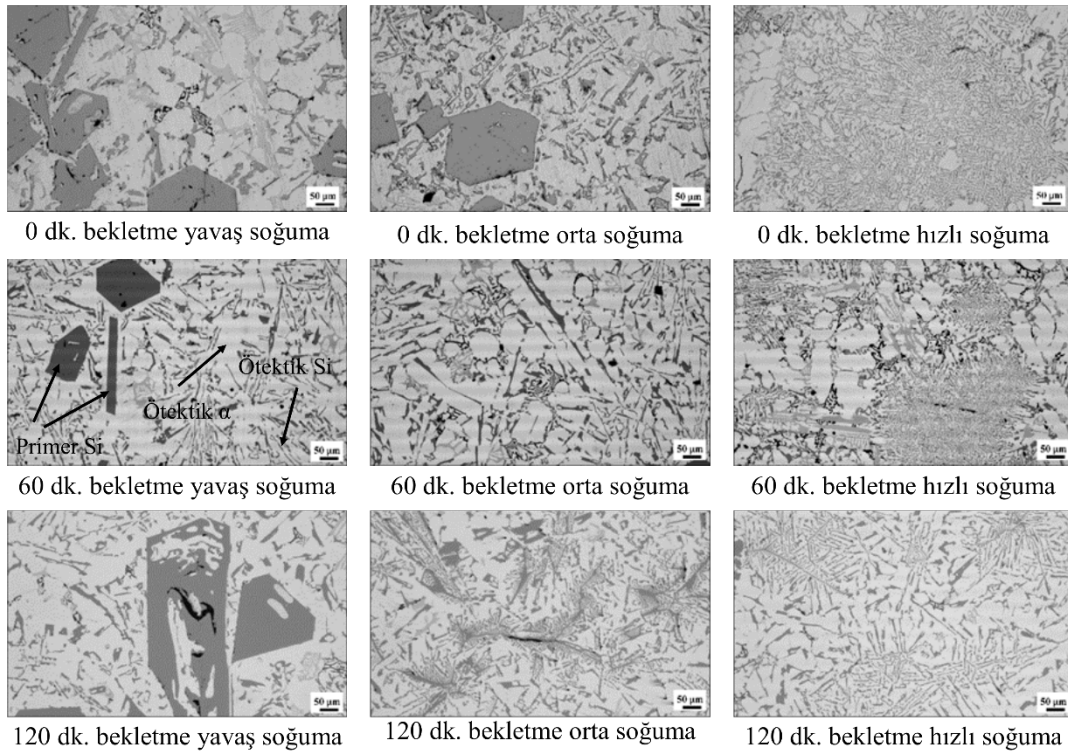 50 µm
50 µm
50 µm
0 dk. bekletme yavaş soğuma
0 dk. bekletme orta soğuma
0 dk. bekletme hızlı soğuma
Ötektik Si
Ötektik α
Primer Si
50 µm
50 µm
50 µm
60 dk. bekletme yavaş soğuma
60 dk. bekletme orta soğuma
60 dk. bekletme hızlı soğuma
50 µm
50 µm
50 µm
120 dk. bekletme yavaş soğuma
120 dk. bekletme orta soğuma
120 dk. bekletme hızlı soğuma